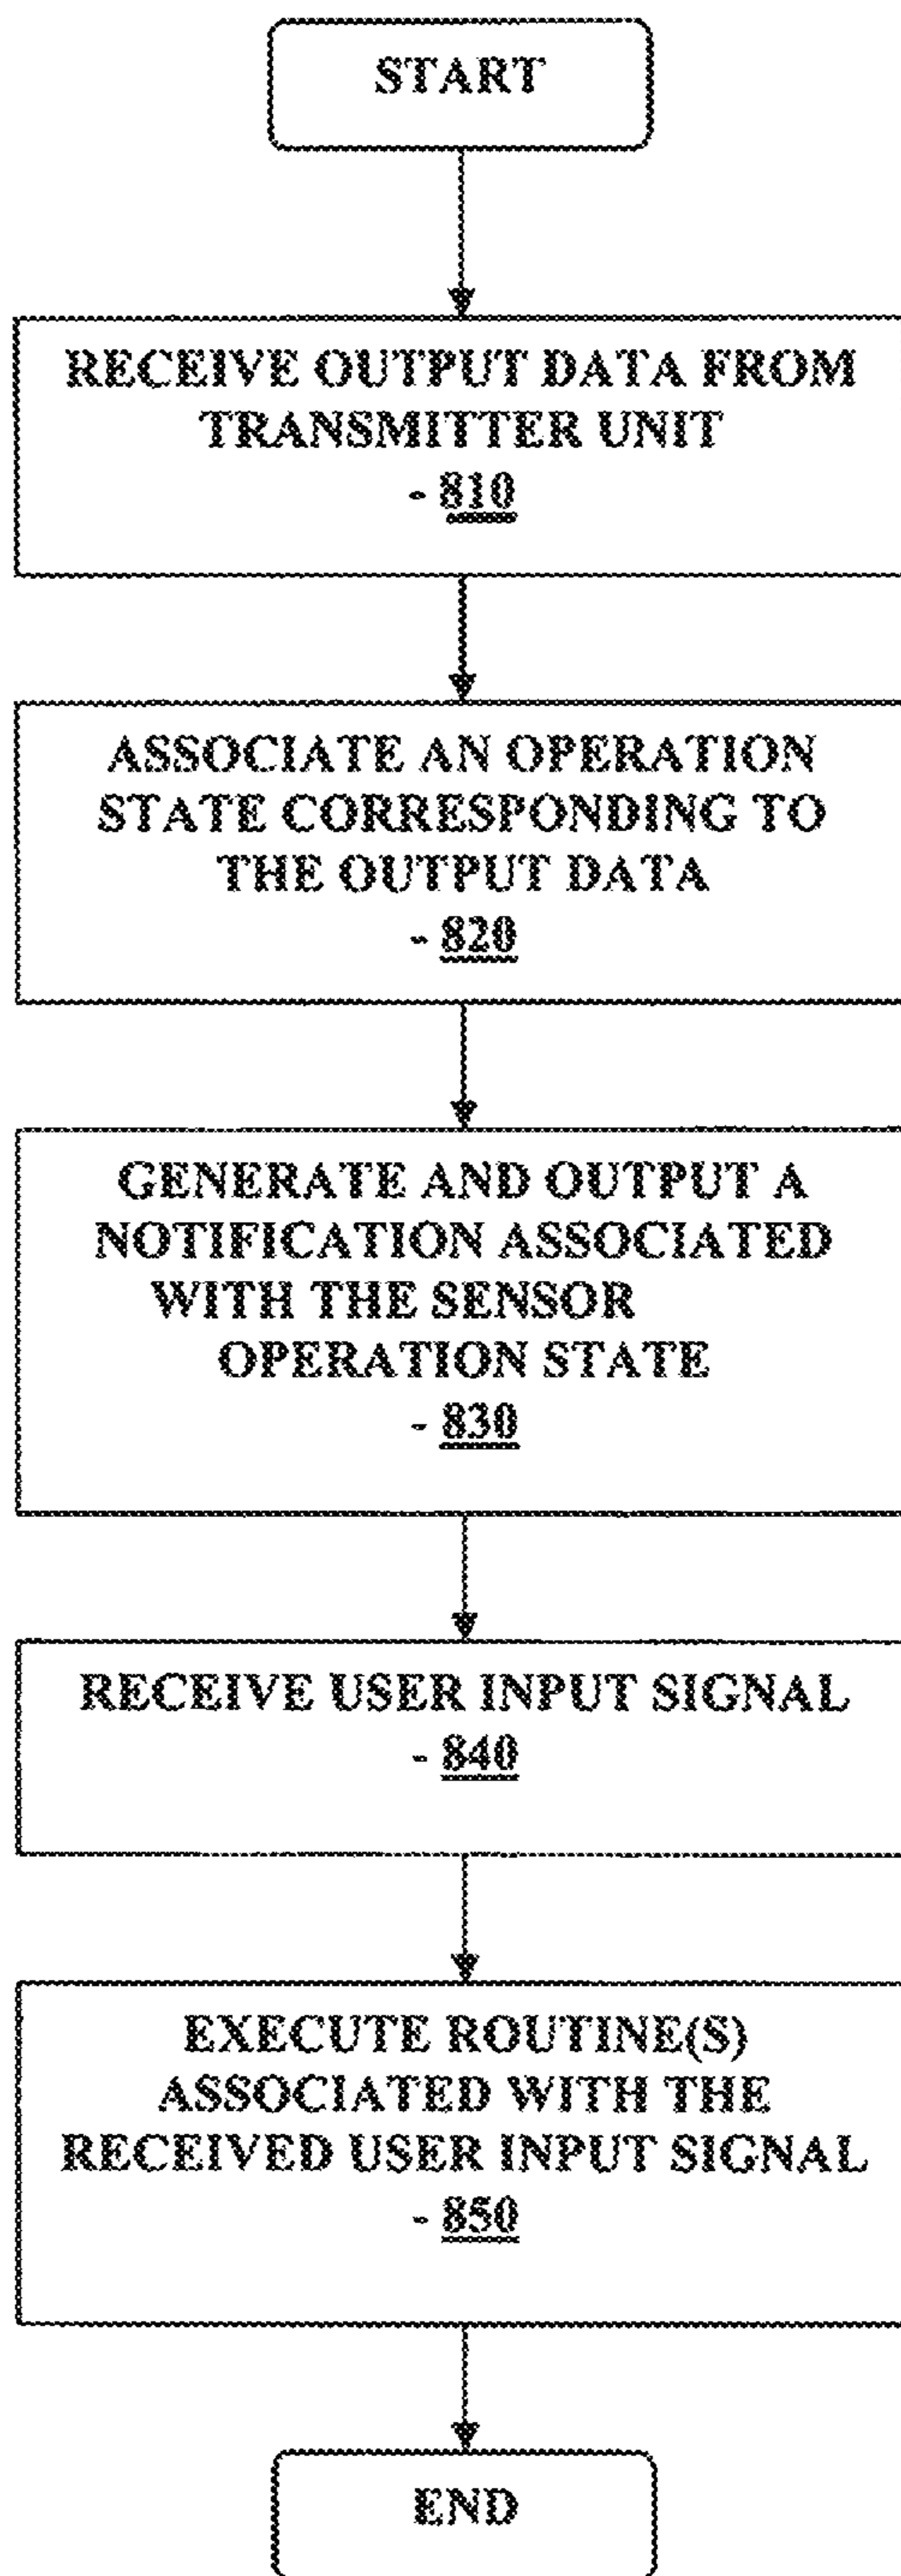 START
RECEIVE OUTPUT DATA FROM
TRANSMITTER UNIT
- 810
ASSOCIATE AN OPERATION
STATE CORRESPONDING TO
THE OUTPUT DATA
- 820
GENERATE AND OUTPUT A
NOTIFICATION ASSOCIATED
WITH THE SENSOR
OPERATION STATE
- 830
RECEIVE USER INPUT SIGNAL
- 840
EXECUTE ROUTINE(S)
ASSOCIATED WITH THE
RECEIVED USER INPUT SIGNAL
- 850
END